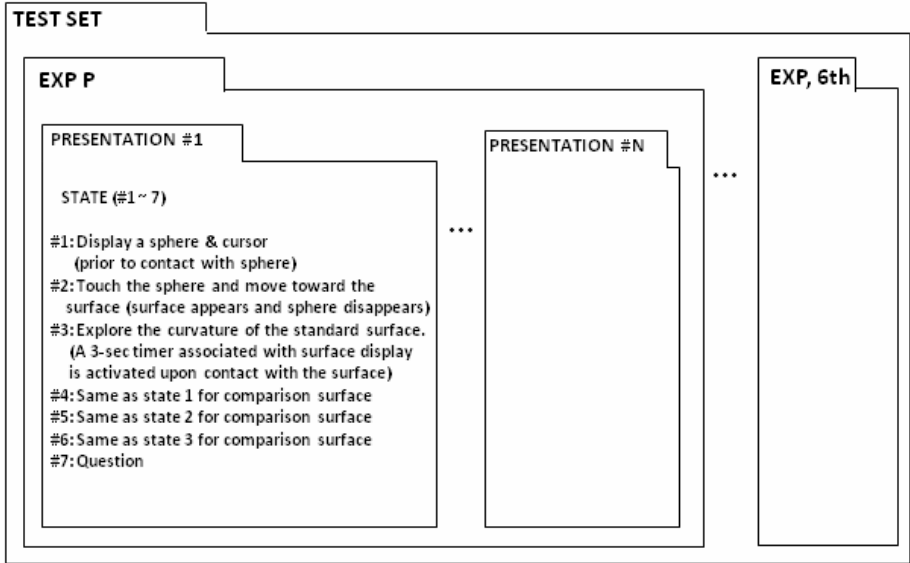 TEST SET
EXP P
EXP, 6th
PRESENTATION #1
PRESENTATION #N
STATE (#1~7)
...
...
#1: Display a sphere & cursor
(prior to contact with sphere)
#2: Touch the sphere and move toward the
surface (surface appears and sphere disappears)
#3: Explore the curvature of the standard surface.
(A 3-sec timer associated with surface display
is activated upon contact with the surface)
#4: Same as state 1 for comparison surface
#5: Same as state 2 for comparison surface
#6: Same as state 3 for comparison surface
#7: Question